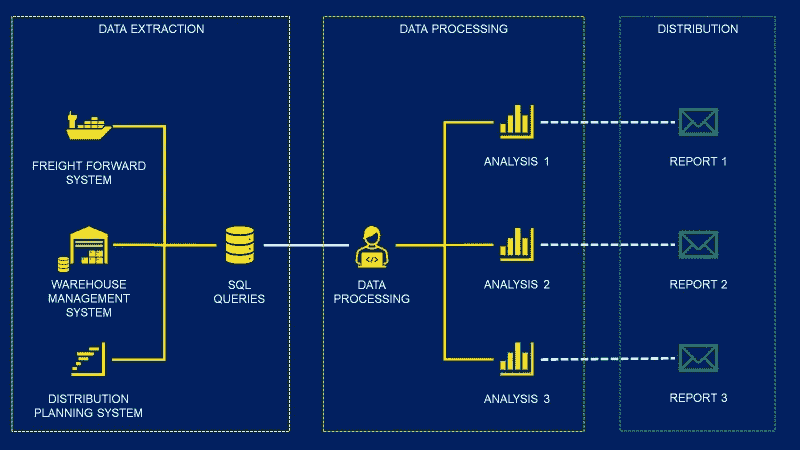 DATA EXTRACTION
FREIGHT FORWARD
SYSTEM
WAREHOUSE
MANAGEMENT
SYSTEM
DISTRIBUTION
PLANNING SYSTEM
SQL
QUERIES
DATA PROCESSING
</>
DATA
PROCESSING
ANALYSIS 1
ANALYSIS 2
ANALYSIS 3
DISTRIBUTION
REPORT 1
REPORT 2
REPORT 3